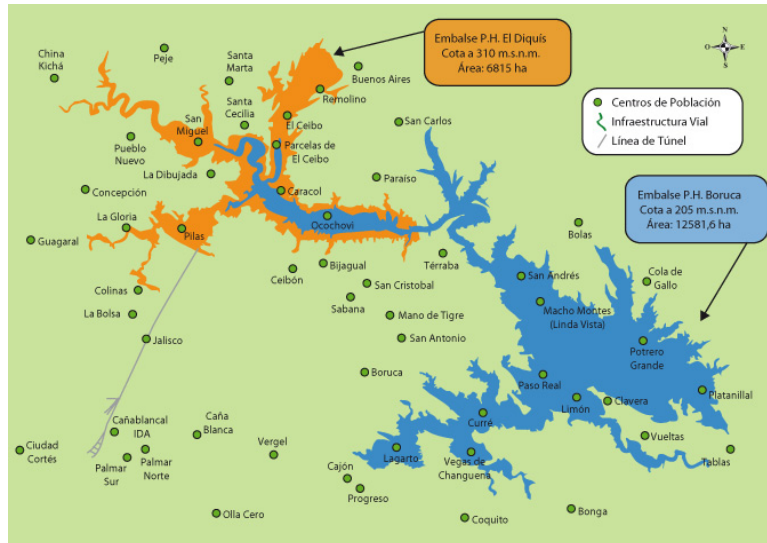 Embalse P.H. El Diquís
Cota a 310 m.s.n.m.
Área: 6815 ha
N
O
E
S
Centros de Población
Infraestructura Vial
Línea de Túnel
Embalse P.H. Boruca
Cota a 205 m.s.n.m.
Área: 12581,6 ha
China
Kichá
Peje
Santa
Marta
Buenos Aires
Remolino
Santa
Cecilia
El Ceibo
San
Miguel
San Carlos
Pueblo
Nuevo
Parcelas de
El Ceibo
La Dibujada
Paraíso
Concepción
Caracol
La Gloria
Pilas
Ocochovi
Guagaral
Bolas
Térraba
Ceibón
Bijagual
San Cristobal
San Andrés
Cola de
Gallo
Colinas
Sabana
Macho Montes
(Linda Vista)
La Bolsa
Mano de Tigre
Jalisco
San Antonio
Potrero
Grande
Boruca
Paso Real
Platanillal
Limón
Clavera
Curré
Cañablancal
IDA
Caña
Blanca
Vueltas
Ciudad
Cortés
Palmar
Sur
Palmar
Norte
Vergel
Lagarto
Vegas de
Changuena
Tablas
Cajón
Progreso
Olla Cero
Coquito
Bonga